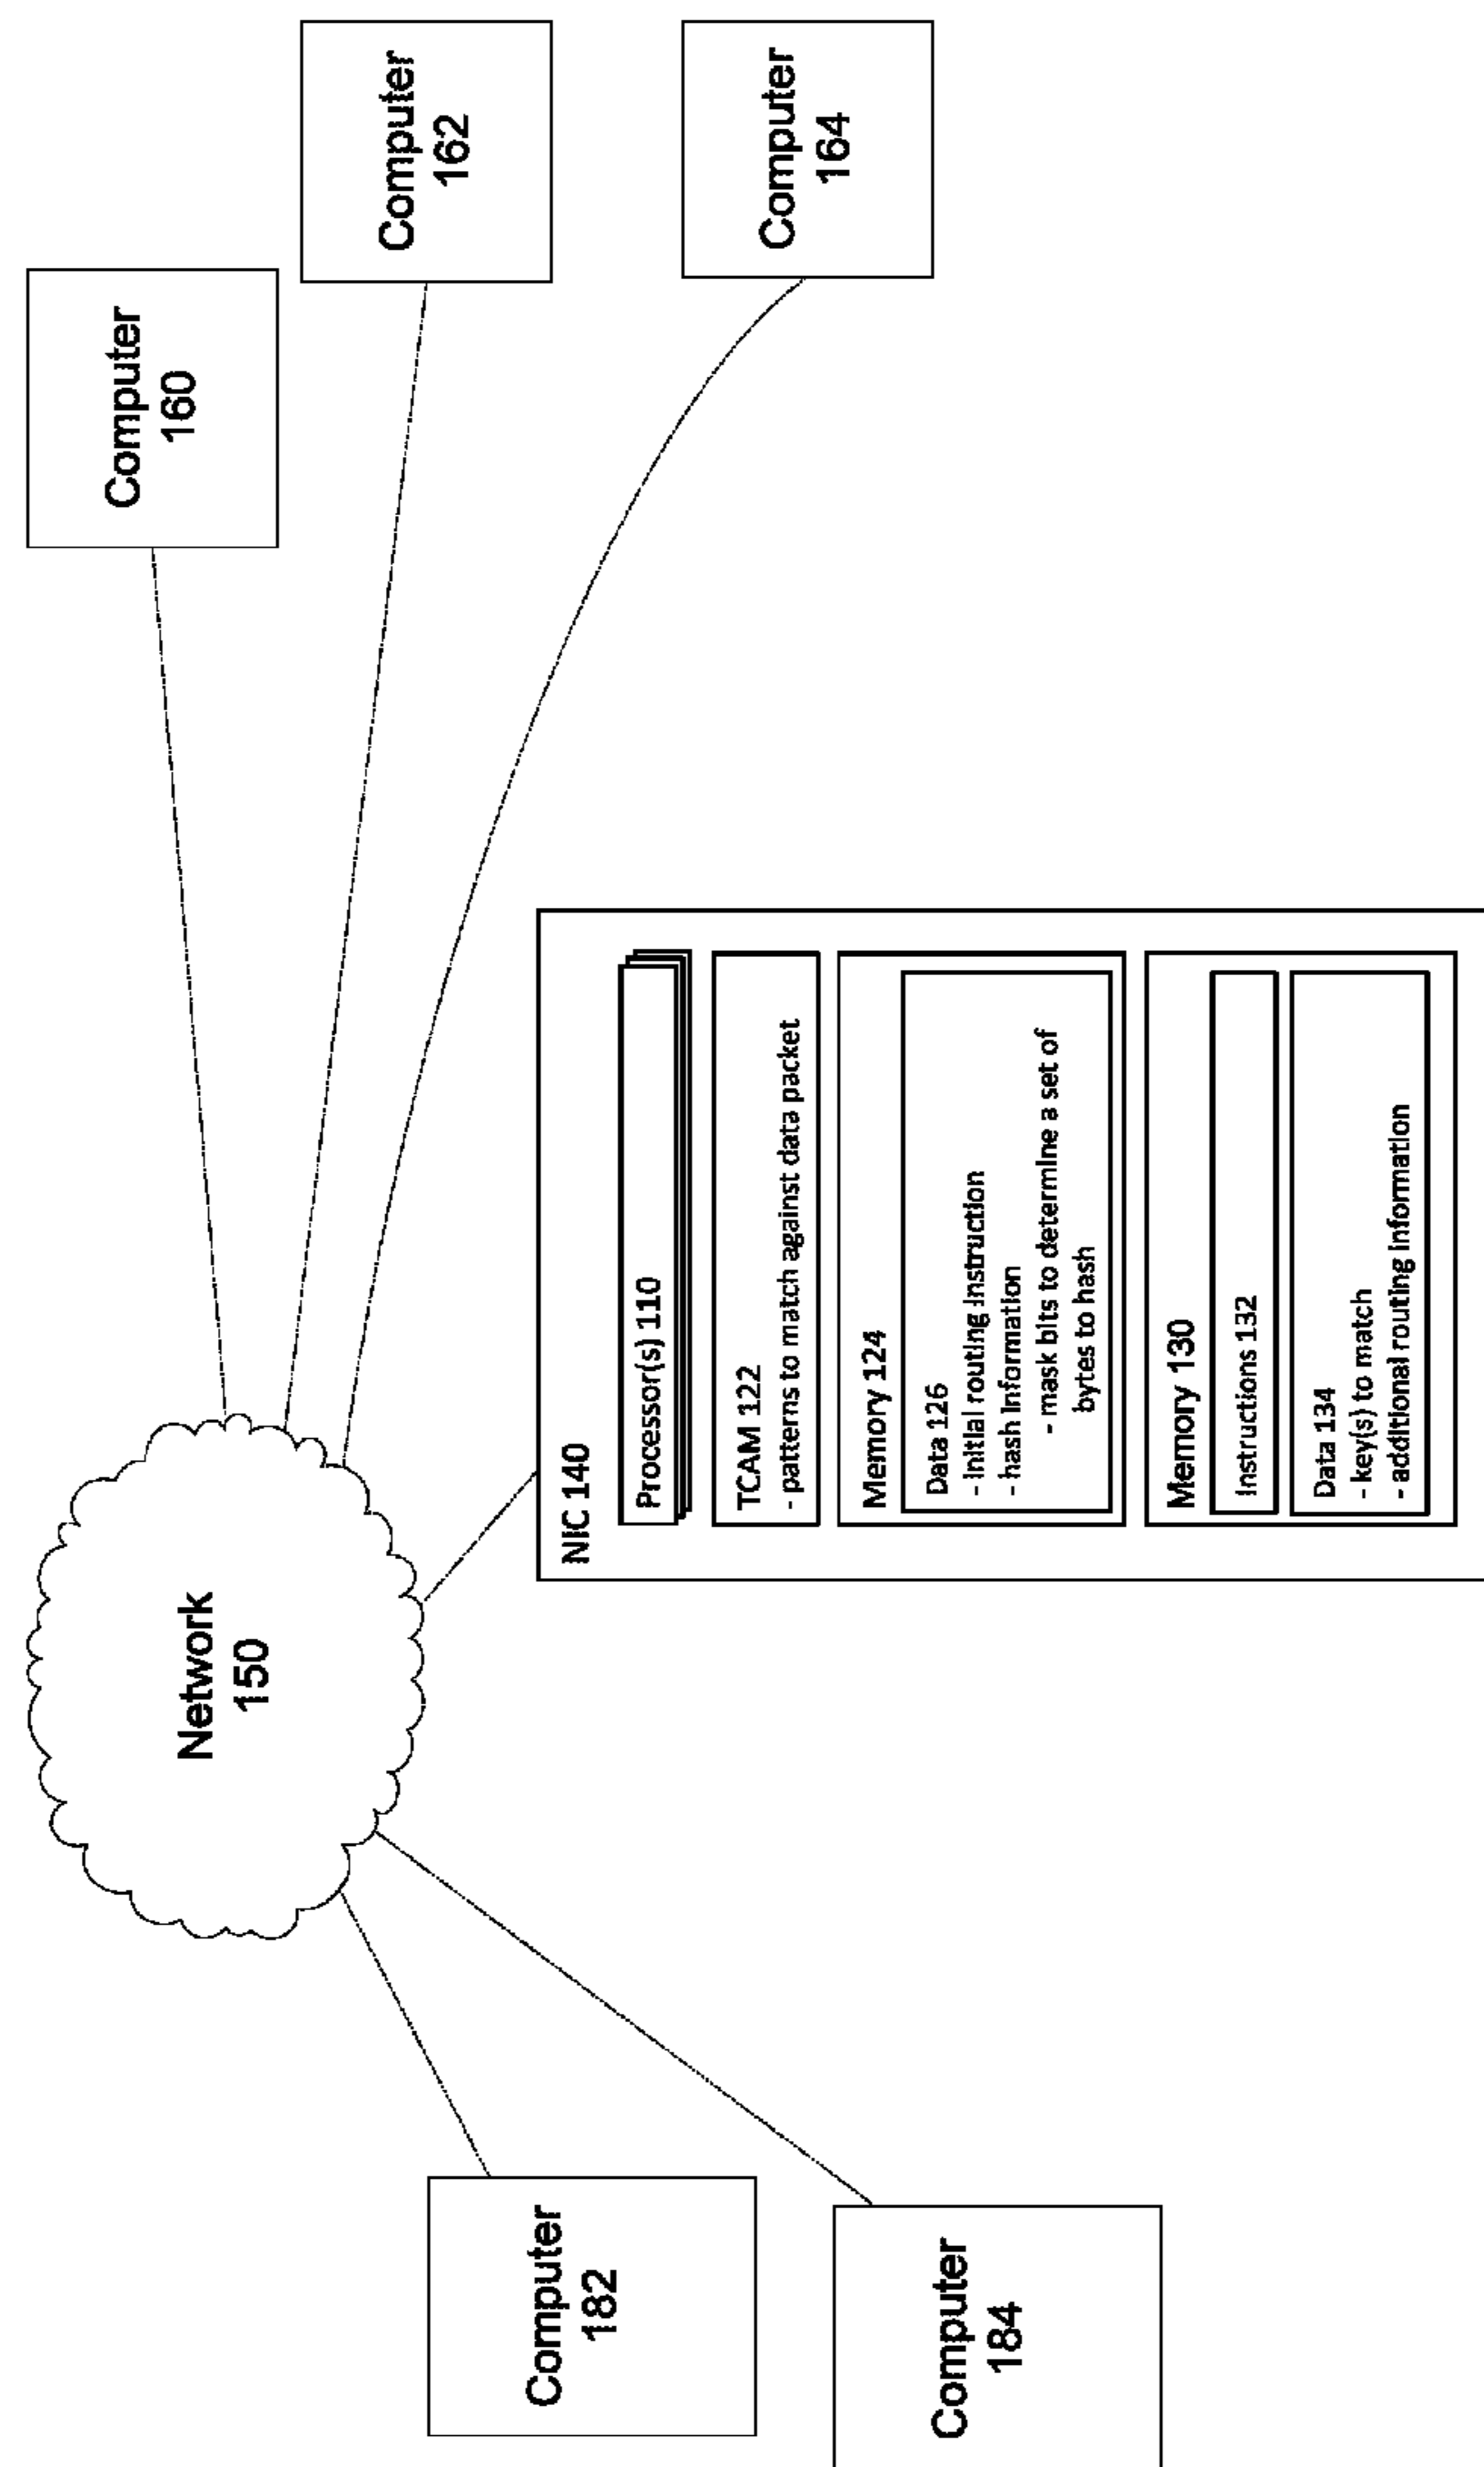 Computer
182
Computer
184
Network
150
Computer
160
Computer
162
Computer
164
NIC 140
Processor(s) 110
TCAM 122
- patterns to match against data packet
Memory 124
Data 126
- initial routing instruction
- hash information
- mask bits to determine a set of
bytes to hash
Memory 130
Instructions 132
Data 134
- key(s) to match
- additional routing information